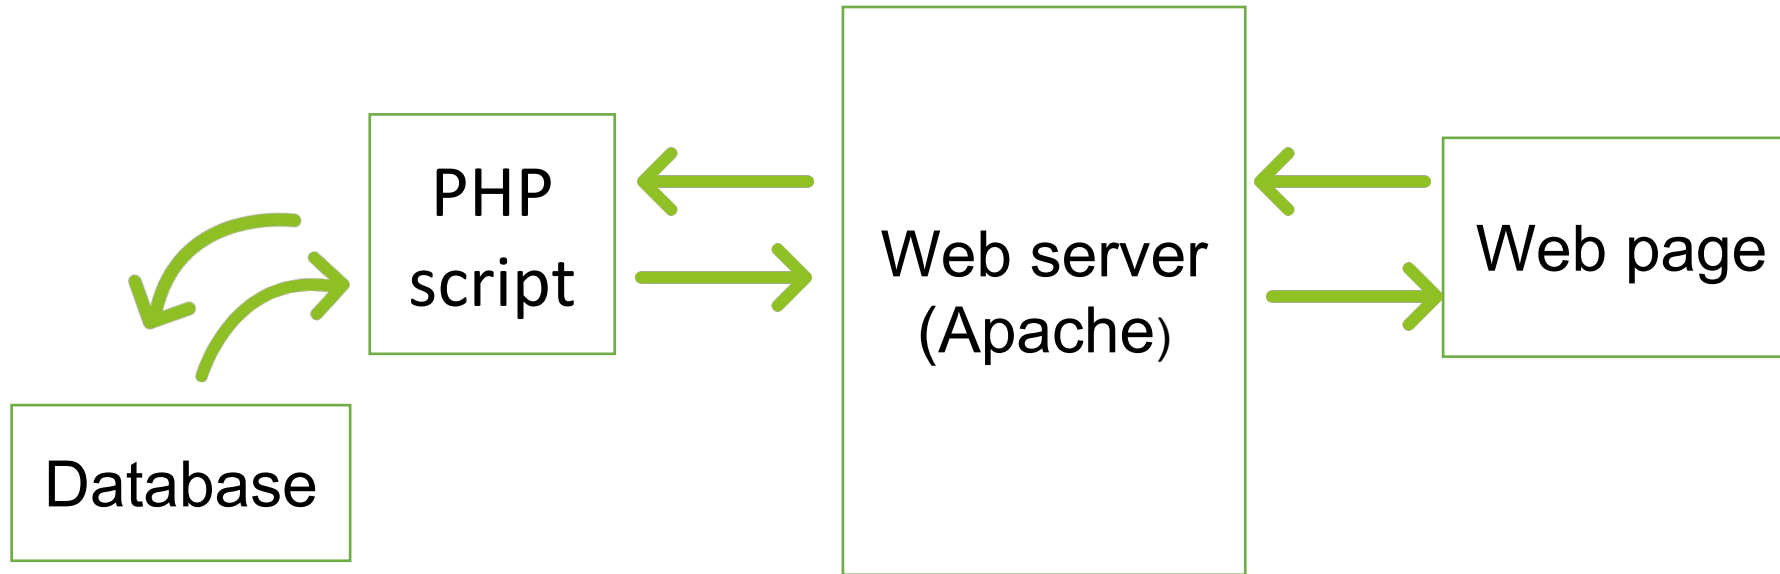 PHP
script
Database
Web server
(Apache)
Web page